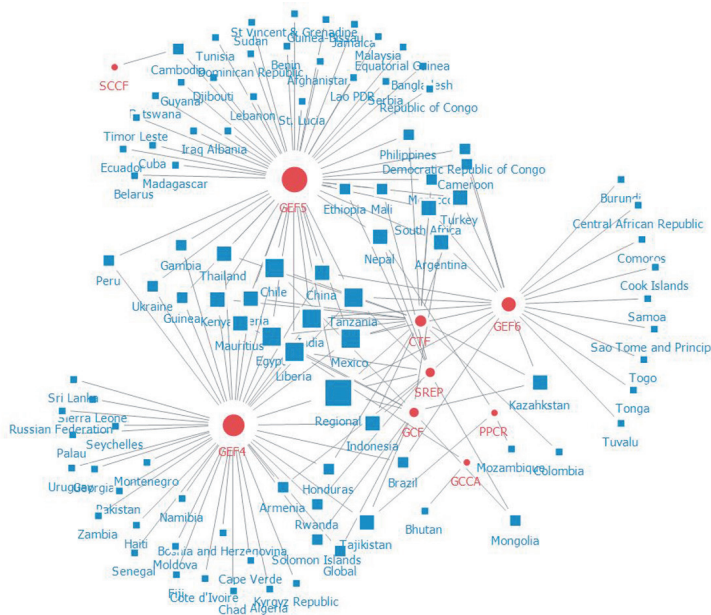 St Vincent & Grenadine
Guinea-Bissau
Jamaica
Sudan
Tunisia
Benin
Malaysia
Equatorial Guinea
SCCF
Cambodia
Dominican Republic
Afghanistan
Bangladesh
Djibouti
Lao PDR
Serbia
Guyana
Republic of Congo
Botswana
Lebanon
St. Lucia
Timor Leste
Iraq
Albania
Philippines
Ecuador
Cuba
Democratic Republic of Congo
Madagascar
Cameroon
Belarus
GEF5
Ethiopia
Mali
Burundi
Turkey
South Africa
Central African Republic
Nepal
Argentina
Comoros
Gambia
Thailand
Peru
Chile
China
Cook Islands
Ukraine
Guinea
Kenya
Tanzania
GEF6
Samoa
Mauritius
CTF
Sao Tome and Princip
Egypt
Mexico
Togo
Liberia
SREP
Tonga
Sri Lanka
Kazahkstan
Regional
GCF
PPCR
Sierra Leone
Tuvalu
Russian Federation
Seychelles
Indonesia
Palau
GEF4
Mozambique
Colombia
Uruguay
Georgia
Montenegro
Honduras
Brazil
GCCA
Pakistan
Armenia
Namibia
Rwanda
Bhutan
Zambia
Mongolia
Haiti
Bosnia and Herzenovina
Tajikistan
Senegal
Moldova
Solomon Islands
Global
Fiji
Cape Verde
Côte d'Ivoire
Kyrgyz Republic
Chad
Algeria